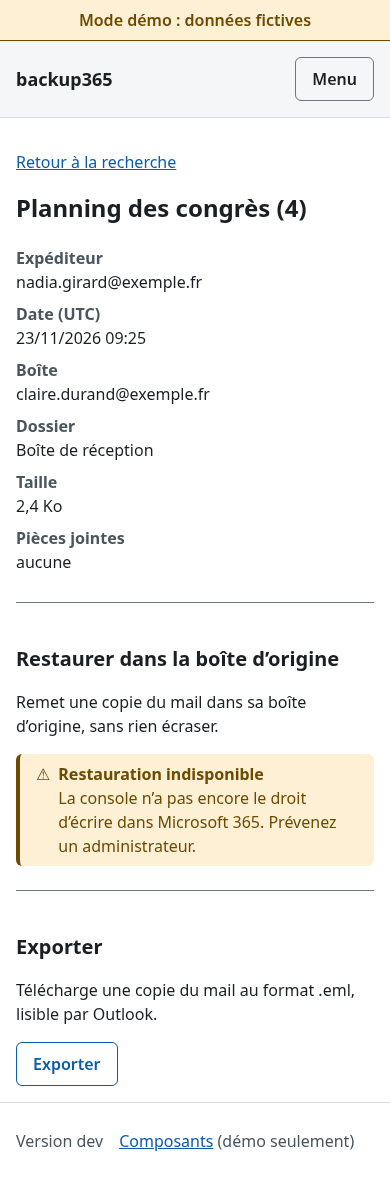 Mode démo : données fictives
backup365
Menu
Retour à la recherche
Planning des congrès (4)
Expéditeur
nadia.girard@exemple.fr
Date (UTC)
23/11/2026 09:25
Boîte
claire.durand@exemple.fr
Dossier
Boîte de réception
Taille
2,4 Ko
Pièces jointes
aucune
Restaurer dans la boîte d’origine
Remet une copie du mail dans sa boîte
d’origine, sans rien écraser.
⚠ Restauration indisponible
La console n’a pas encore le droit
d’écrire dans Microsoft 365. Prévenez
un administrateur.
Exporter
Télécharge une copie du mail au format .eml,
lisible par Outlook.
Exporter
Version dev Composants (démo seulement)